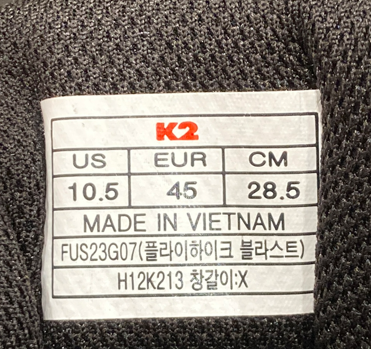 K2
US EUR CM
10.5 45 28.5
MADE IN VIETNAM
FUS23G07(플라이하이크 블라스트)
H12K213 창갈이:X